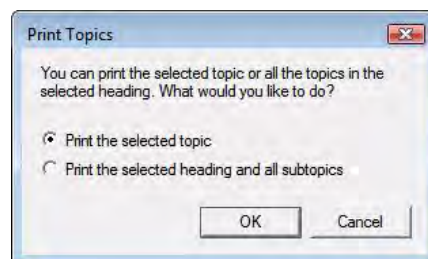 Print Topics
You can print the selected topic or all the topics in the
selected heading. What would you like to do?
Print the selected topic
Print the selected heading and all subtopics
OK Cancel